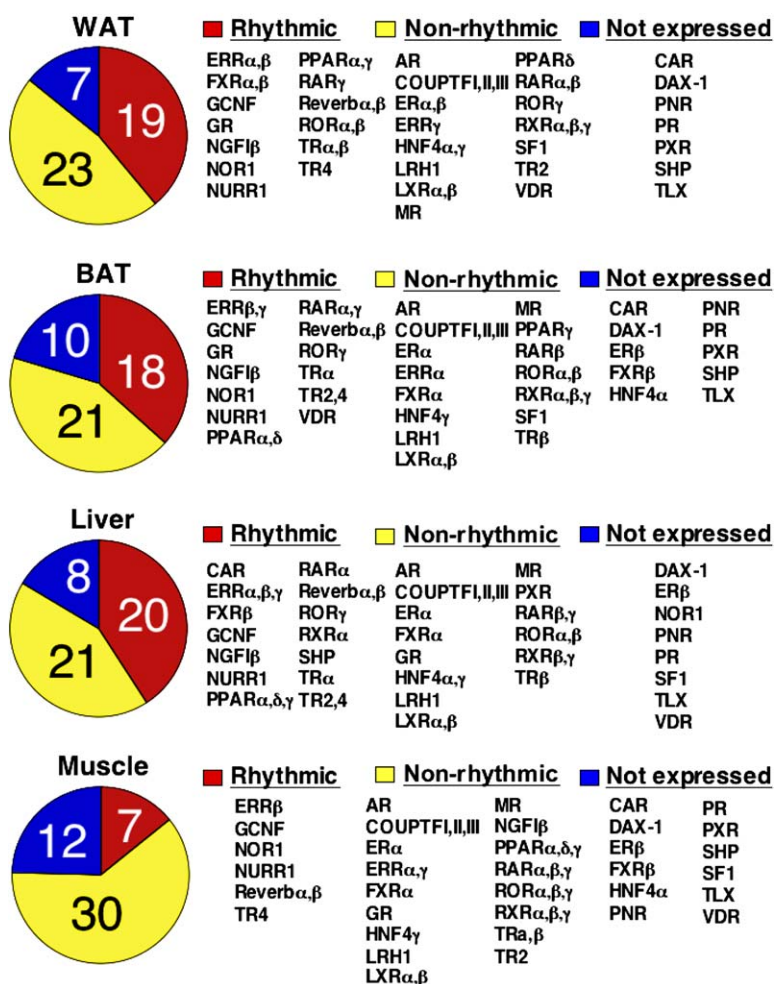 WAT
Rhythmic
Non-rhythmic
Not expressed
7
19
23
ERRα,β
FXRα,β
GCNF
GR
NGFIβ
NOR1
NURR1
PPARα,γ
RARγ
Reverbα,β
RORα,β
TRα,β
TR4
AR
COUPTFI,II,III
ERα,β
ERRγ
HNF4α,γ
LRH1
LXRα,β
MR
PPARδ
RARα,β
RORγ
RXRα,β,γ
SF1
TR2
VDR
CAR
DAX-1
PNR
PR
PXR
SHP
TLX
BAT
Rhythmic
Non-rhythmic
Not expressed
10
18
21
ERRβ,γ
GCNF
GR
NGFIβ
NOR1
NURR1
PPARα,δ
RARα,γ
Reverbα,β
RORγ
TRα
TR2,4
VDR
AR
COUPTFI,II,III
ERα
ERRα
FXRα
HNF4γ
LRH1
LXRα,β
MR
PPARγ
RARβ
RORα,β
RXRα,β,γ
SF1
TRβ
CAR
DAX-1
ERβ
FXRβ
HNF4α
PNR
PR
PXR
SHP
TLX
Liver
Rhythmic
Non-rhythmic
Not expressed
8
20
21
CAR
ERRα,β,γ
FXRβ
GCNF
NGFIβ
NURR1
PPARα,δ,γ
RARα
Reverbα,β
RORγ
RXRα
SHP
TRα
TR2,4
AR
COUPTFI,II,III
ERα
FXRα
GR
HNF4α,γ
LRH1
LXRα,β
MR
PXR
RARβ,γ
RORα,β
RXRβ,γ
TRβ
DAX-1
ERβ
NOR1
PNR
PR
SF1
TLX
VDR
Muscle
Rhythmic
Non-rhythmic
Not expressed
12
7
30
ERRβ
GCNF
NOR1
NURR1
Reverbα,β
TR4
AR
COUPTFI,II,III
ERα
ERRα,γ
FXRα
GR
HNF4γ
LRH1
LXRα,β
MR
NGFIβ
PPARα,δ,γ
RARα,β,γ
RORα,β,γ
RXRα,β,γ
TRa,β
TR2
CAR
DAX-1
ERβ
FXRβ
HNF4α
PNR
PR
PXR
SHP
SF1
TLX
VDR